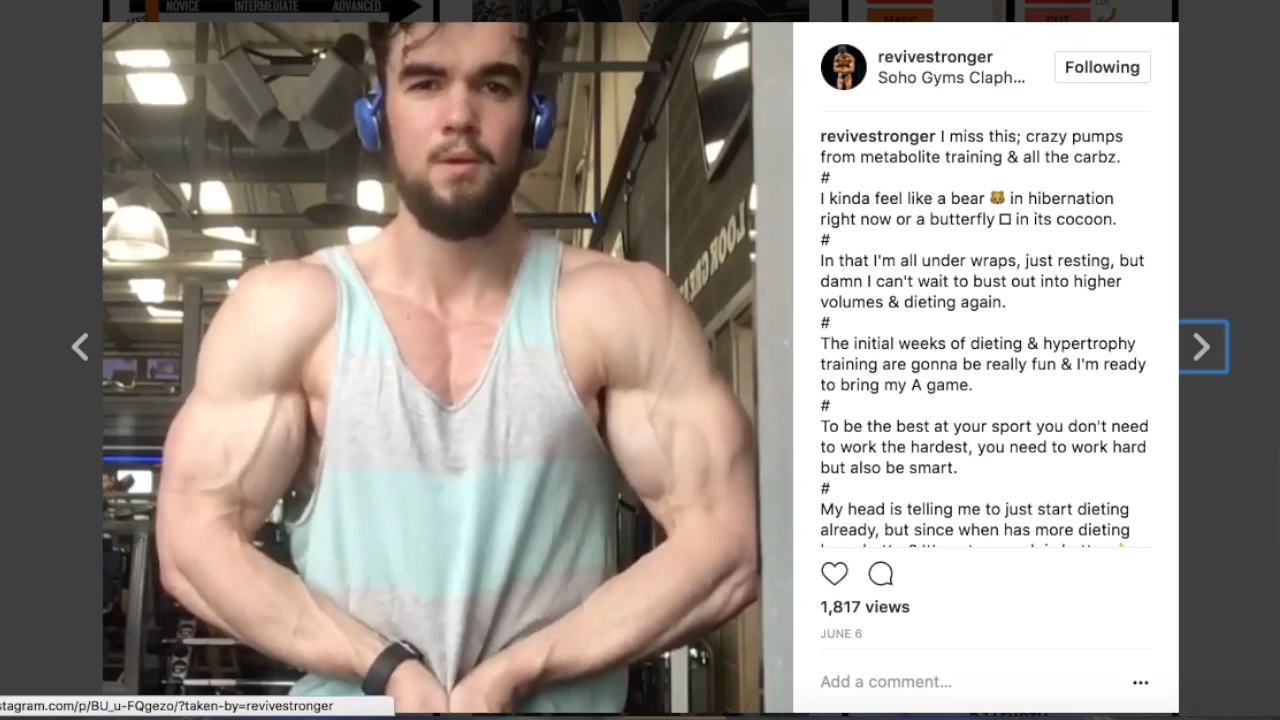 NOVICE INTERMEDIATE ADVANCED
CUT
revivestronger
Soho Gyms Claph...
Following
revivestronger I miss this; crazy pumps
from metabolite training & all the carbz.
#
I kinda feel like a bear 🐻 in hibernation
right now or a butterfly □ in its cocoon.
#
In that I'm all under wraps, just resting, but
damn I can't wait to bust out into higher
volumes & dieting again.
#
The initial weeks of dieting & hypertrophy
training are gonna be really fun & I'm ready
to bring my A game.
#
To be the best at your sport you don't need
to work the hardest, you need to work hard
but also be smart.
#
My head is telling me to just start dieting
already, but since when has more dieting
1,817 views
JUNE 6
Add a comment...
LOOK
stagram.com/p/BU_u-FQgezo/?taken-by=revivestronger